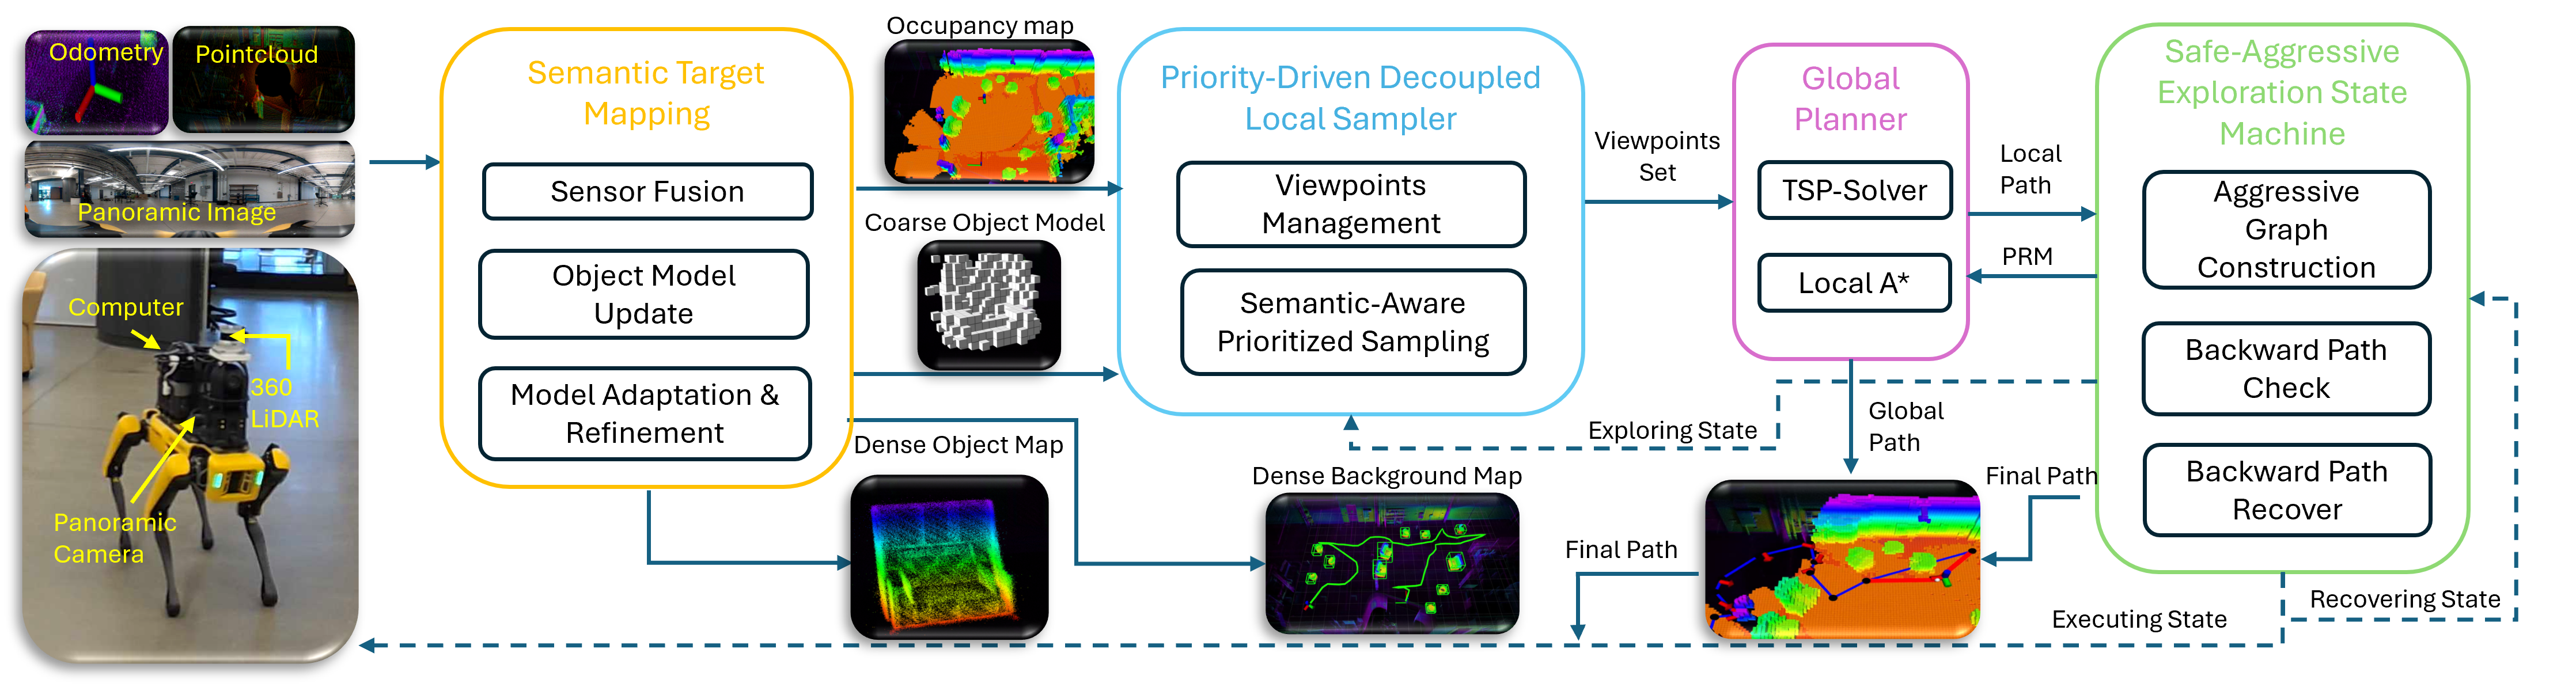 Odometry
Pointcloud
Panoramic Image
Computer
360
LiDAR
Panoramic
Camera
Semantic Target
Mapping
Sensor Fusion
Object Model
Update
Model Adaptation &
Refinement
Occupancy map
Coarse Object Model
Dense Object Map
Priority-Driven Decoupled
Local Sampler
Viewpoints
Management
Semantic-Aware
Prioritized Sampling
Exploring State
Dense Background Map
Viewpoints
Set
Global
Planner
TSP-Solver
Local A*
Global
Path
Final Path
Local
Path
PRM
Final Path
Safe-Aggressive
Exploration State
Machine
Aggressive
Graph
Construction
Backward Path
Check
Backward Path
Recover
Executing State
Recovering State